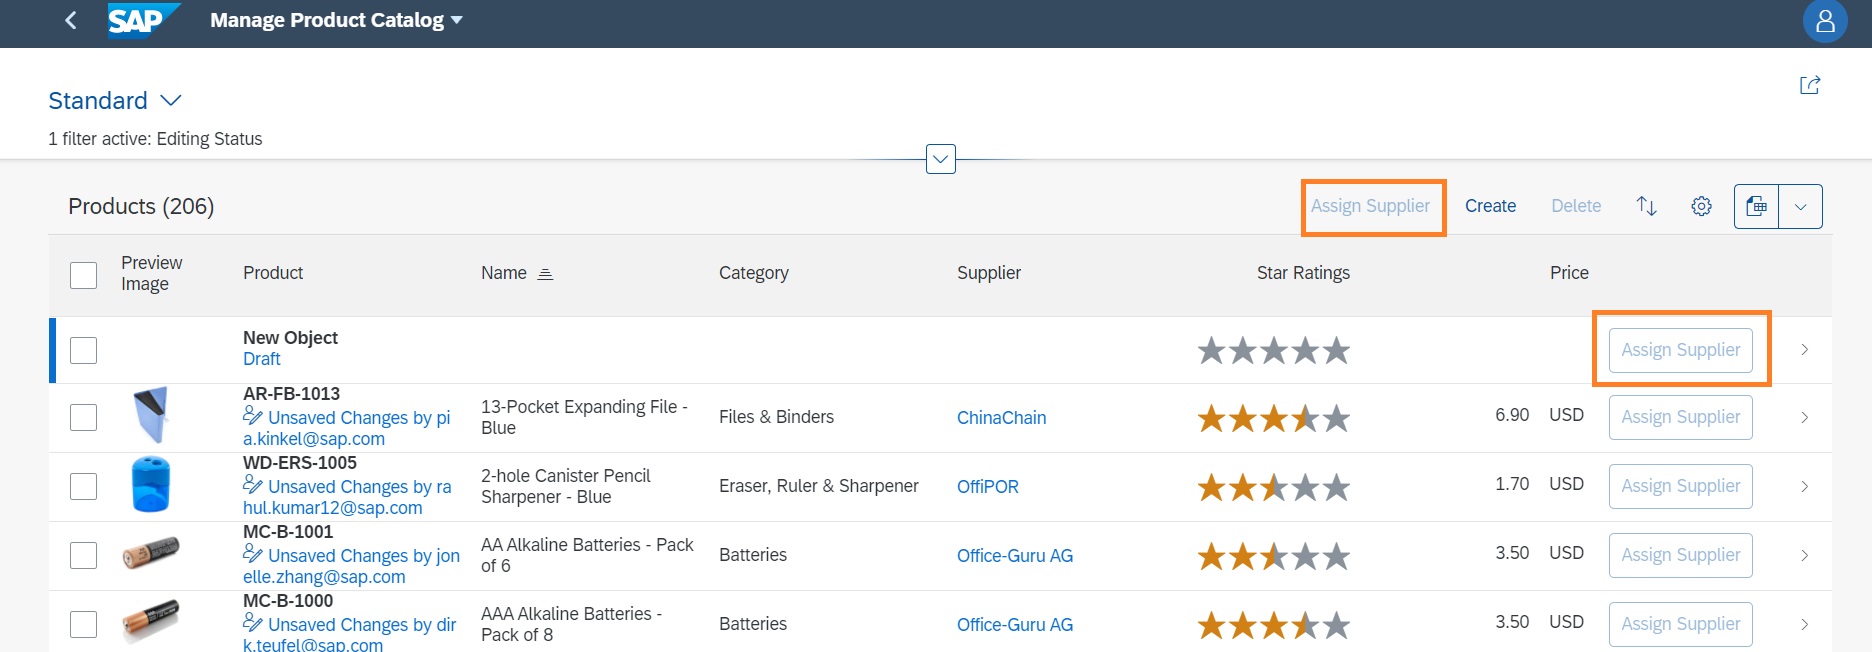 SAP Manage Product Catalog
Standard
1 filter active: Editing Status
Products (206) Assign Supplier Create Delete
Preview Image Product Name Category Supplier Star Ratings Price
New Object
Draft
Assign Supplier
AR-FB-1013
Unsaved Changes by pi
a.kinkel@sap.com
13-Pocket Expanding File -
Blue
Files & Binders
ChinaChain
6.90 USD
Assign Supplier
WD-ERS-1005
Unsaved Changes by ra
hul.kumar12@sap.com
2-hole Canister Pencil
Sharpener - Blue
Eraser, Ruler & Sharpener
OffiPOR
1.70 USD
Assign Supplier
MC-B-1001
Unsaved Changes by jon
elle.zhang@sap.com
AA Alkaline Batteries - Pack
of 6
Batteries
Office-Guru AG
3.50 USD
Assign Supplier
MC-B-1000
Unsaved Changes by dir
k.teufel@sap.com
AAA Alkaline Batteries -
Pack of 8
Batteries
Office-Guru AG
3.50 USD
Assign Supplier